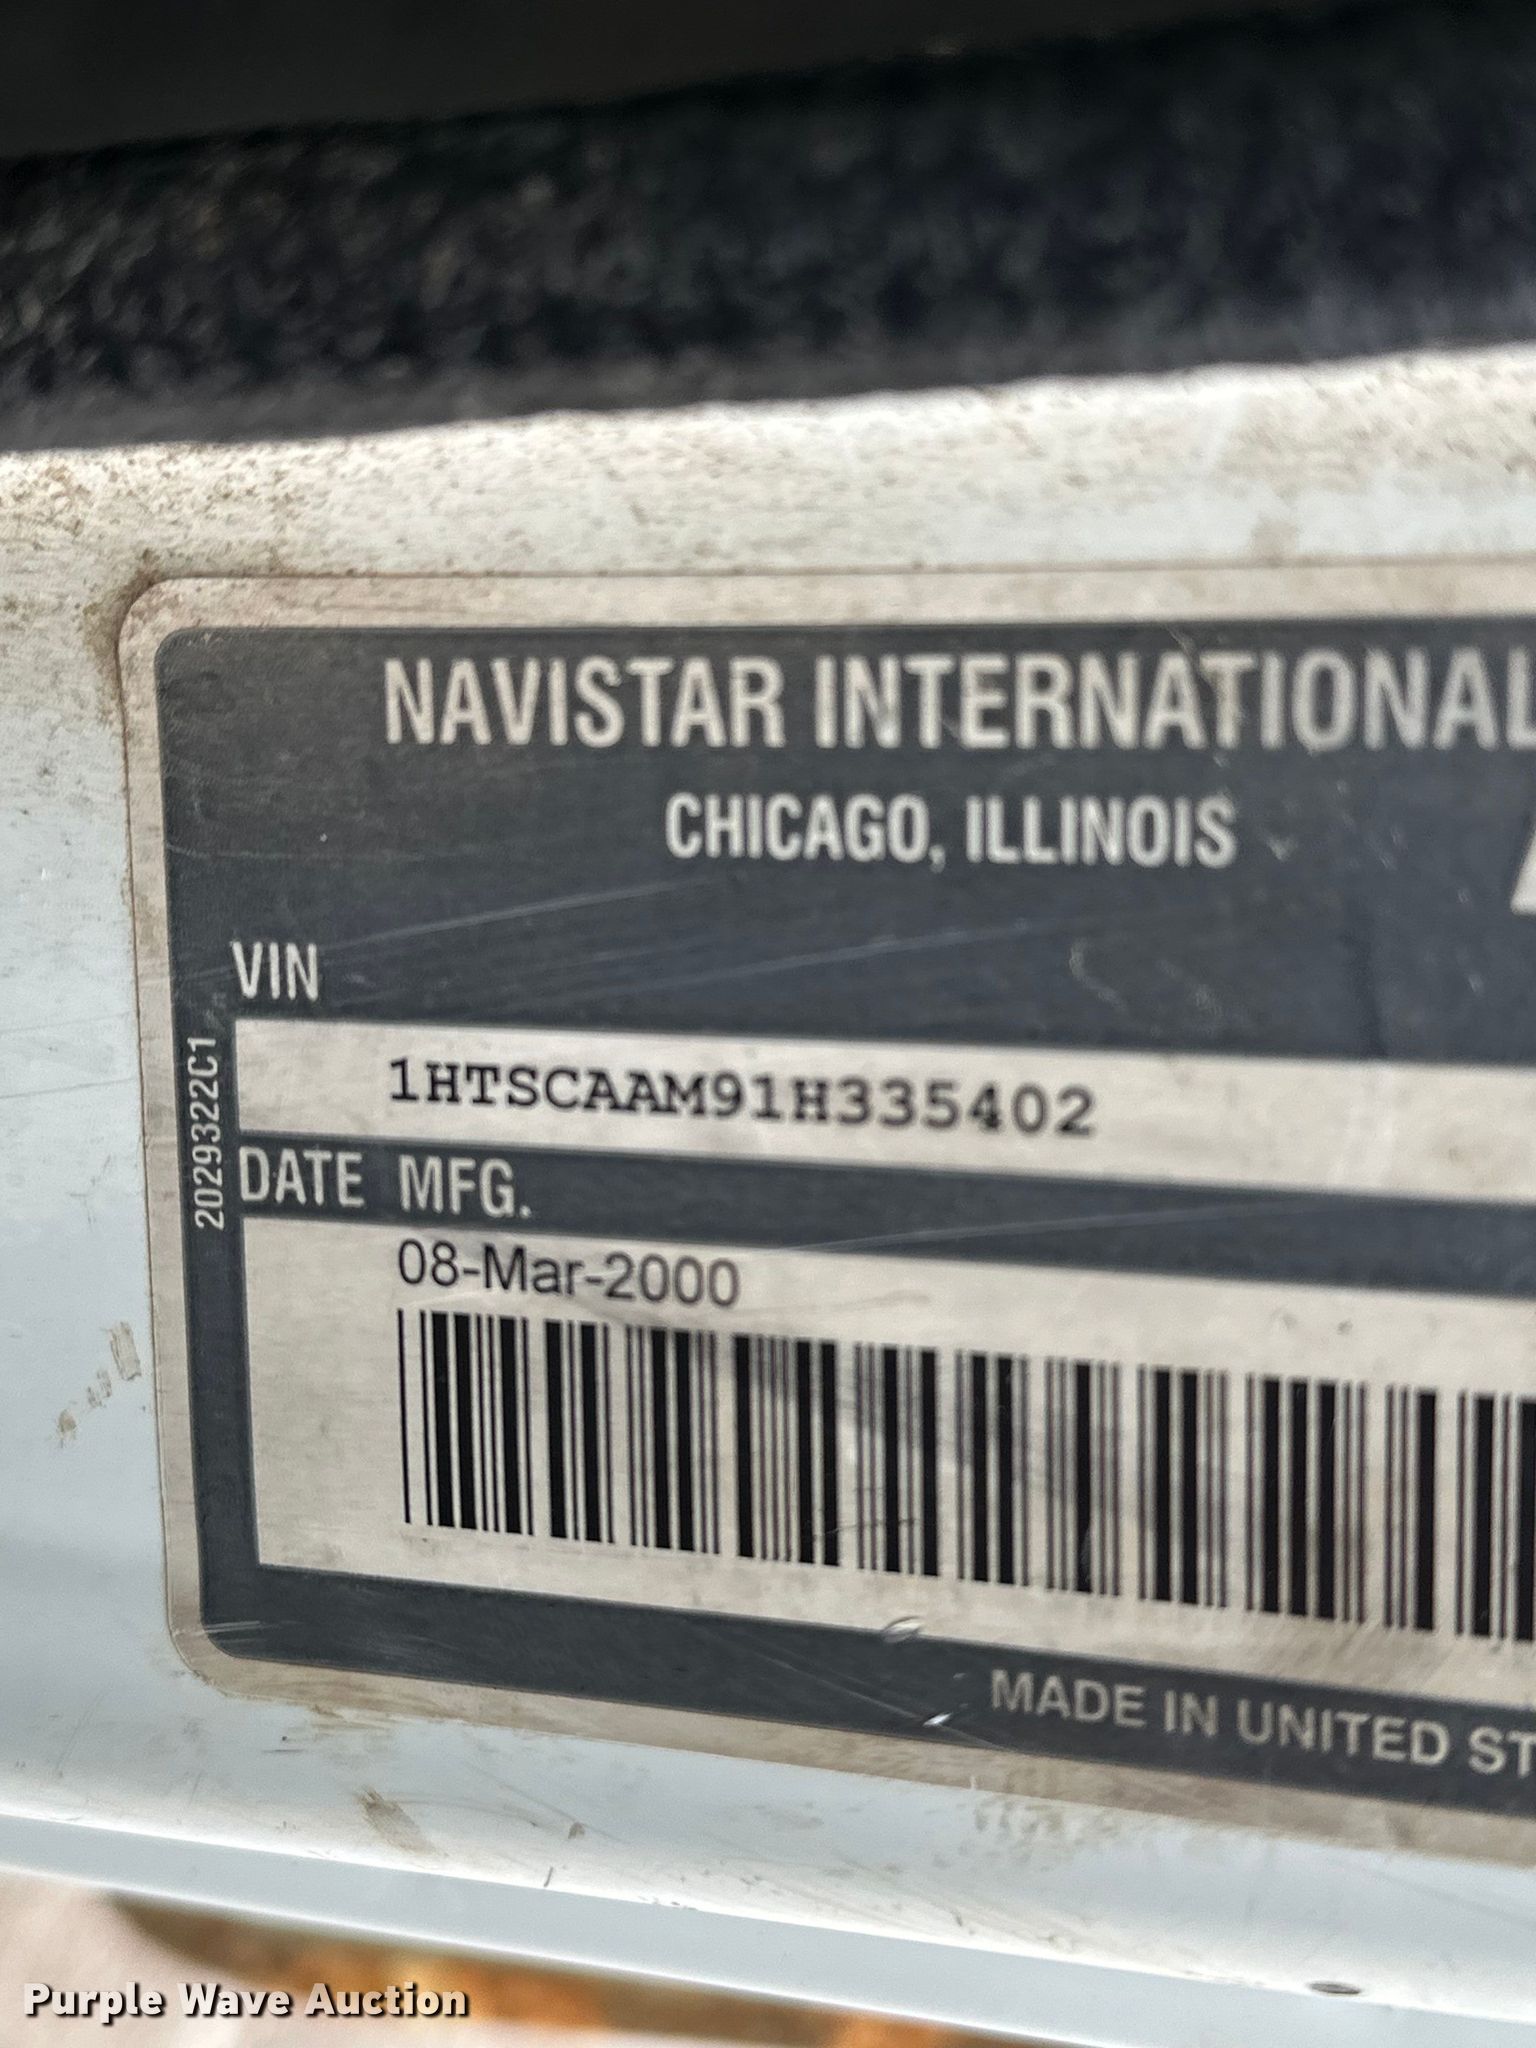 NAVISTAR INTERNATIONAL
CHICAGO, ILLINOIS
VIN
1HTSCAAM91H335402
2029322C1
DATE MFG.
08-Mar-2000
MADE IN UNITED ST
Purple Wave Auction